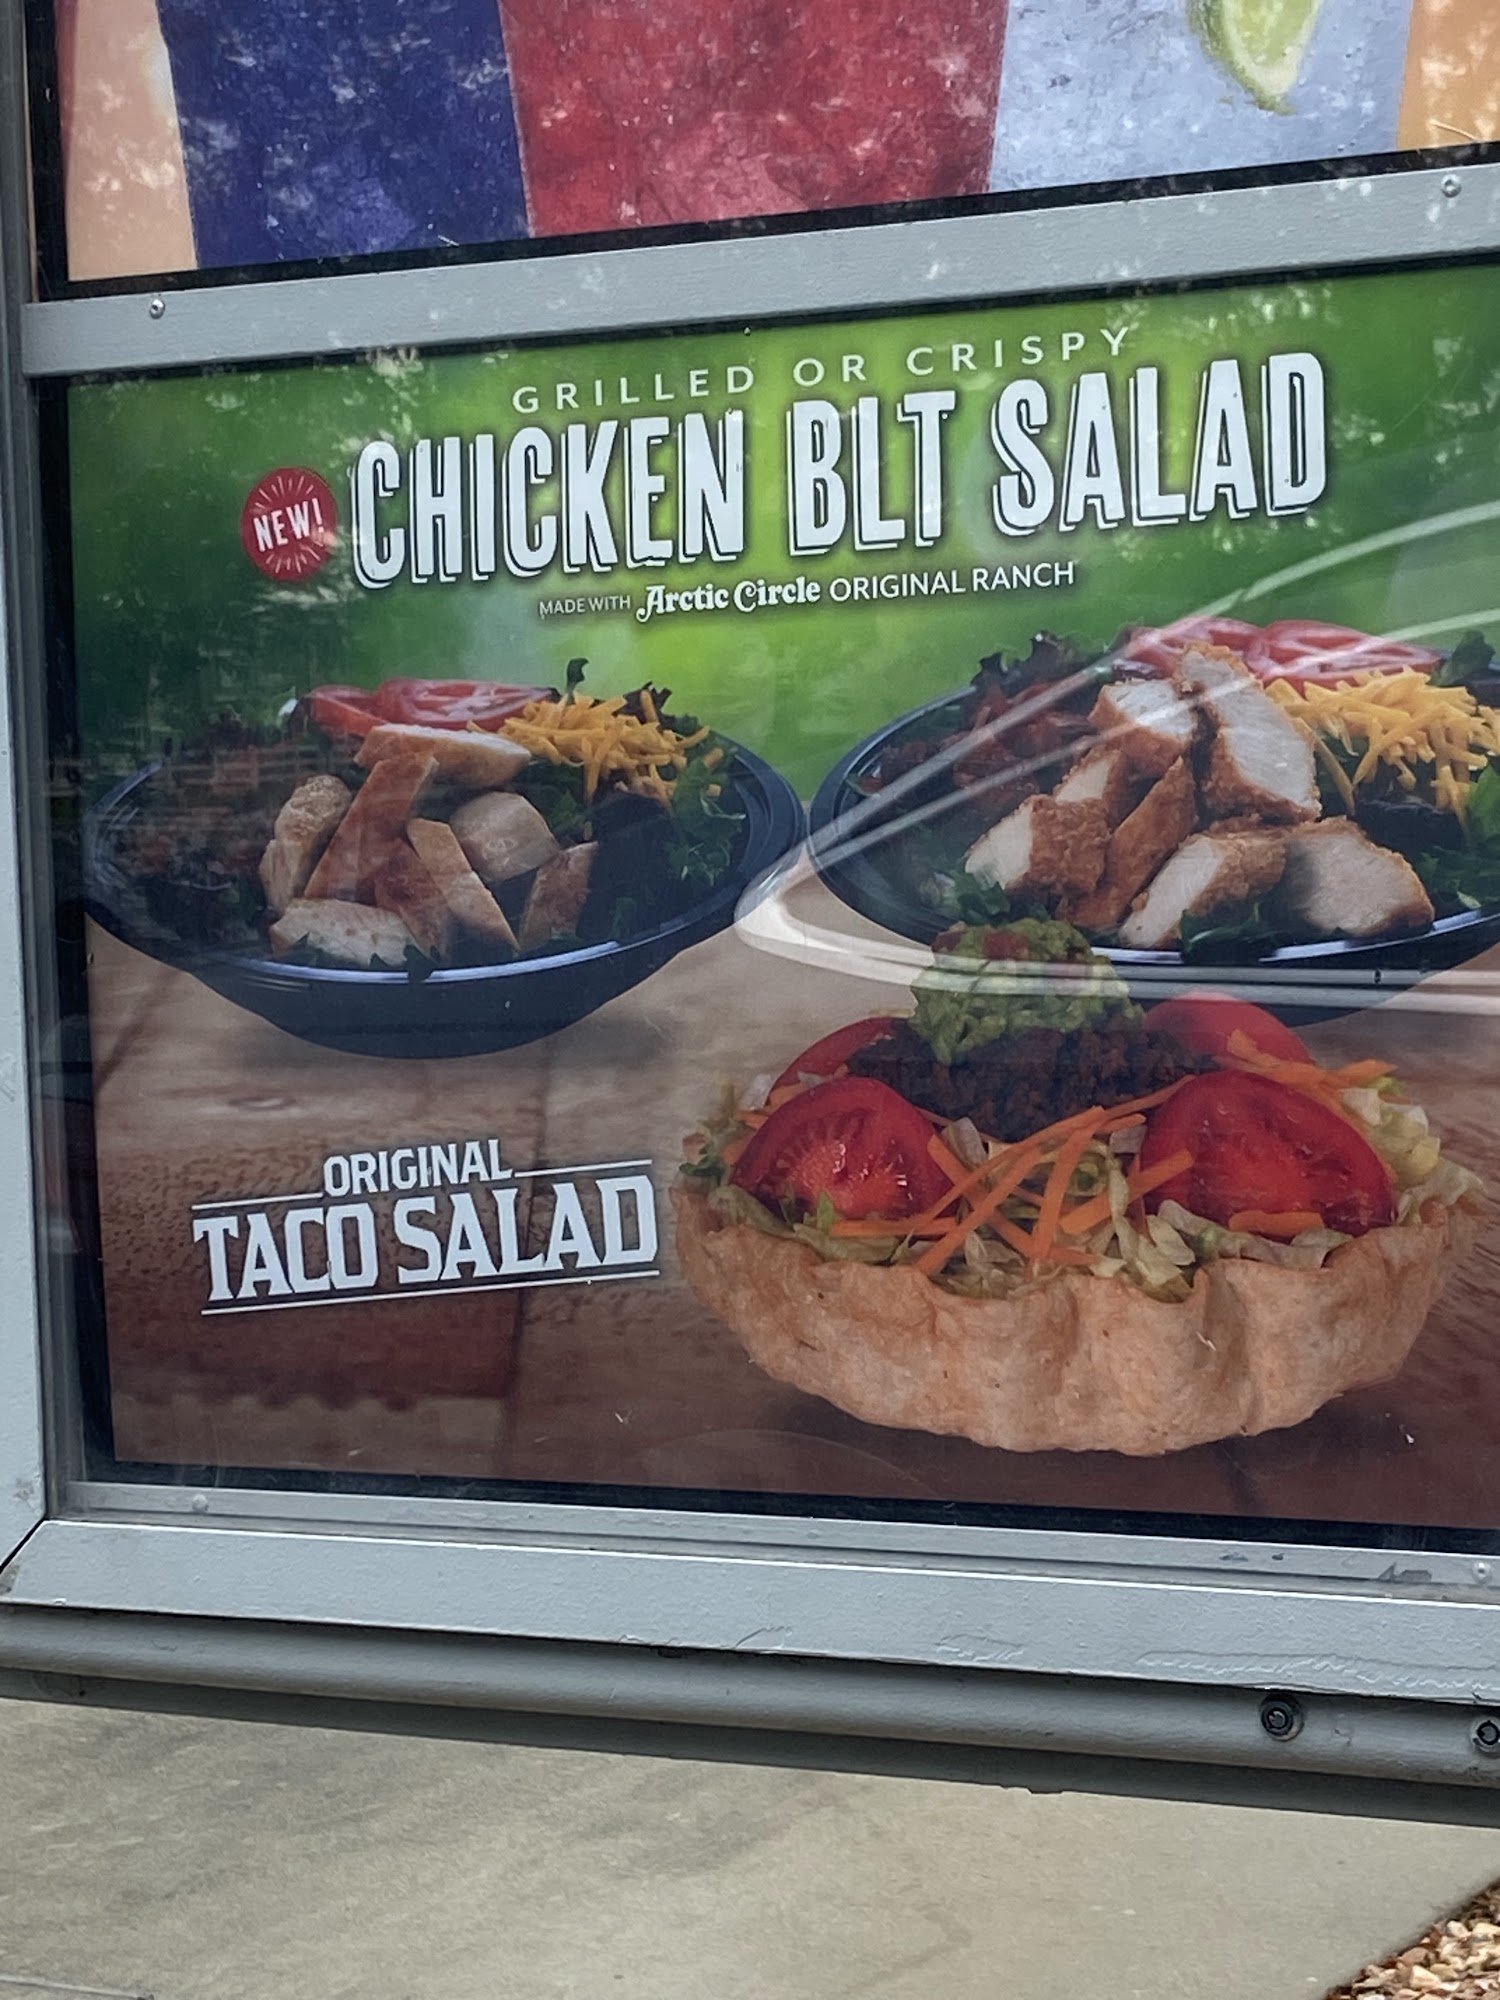 GRILLED OR CRISPY
NEW! CHICKEN BLT SALAD
MADE WITH Arctic Circle ORIGINAL RANCH
ORIGINAL
TACO SALAD